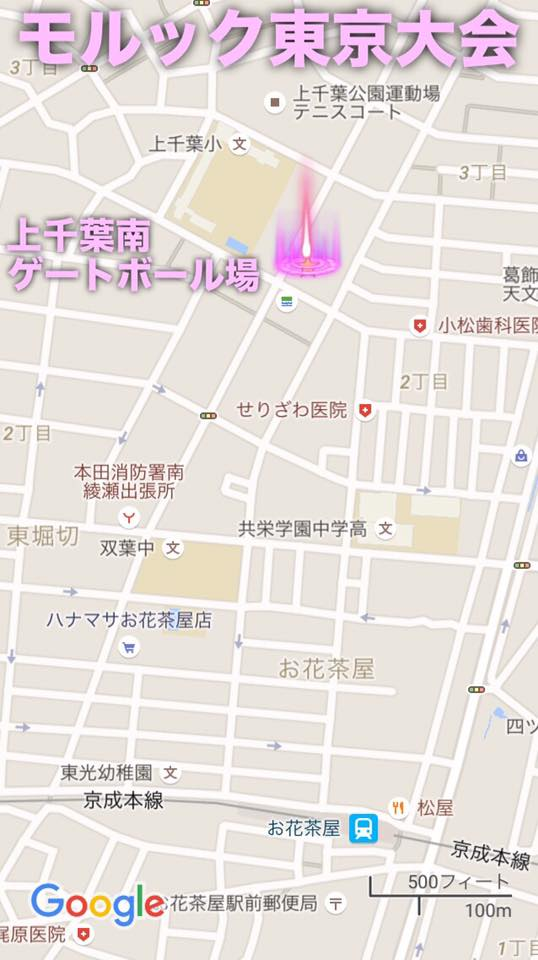 モルック東京大会
3丁目
上千葉公園運動場
テニスコート
上千葉小
文
3丁目
上千葉南
ゲートボール場
葛飾
天文
小松歯科医院
2丁目
せりざわ医院
2丁目
本田消防署南
綾瀬出張所
共栄学園中学高
文
東堀切
双葉中
文
ハナマサお花茶屋店
お花茶屋
四ツ
東光幼稚園
文
京成本線
松屋
お花茶屋
京成本線
500フィート
100m
Google
お花茶屋駅前郵便局
〒
尾原医院
1丁目